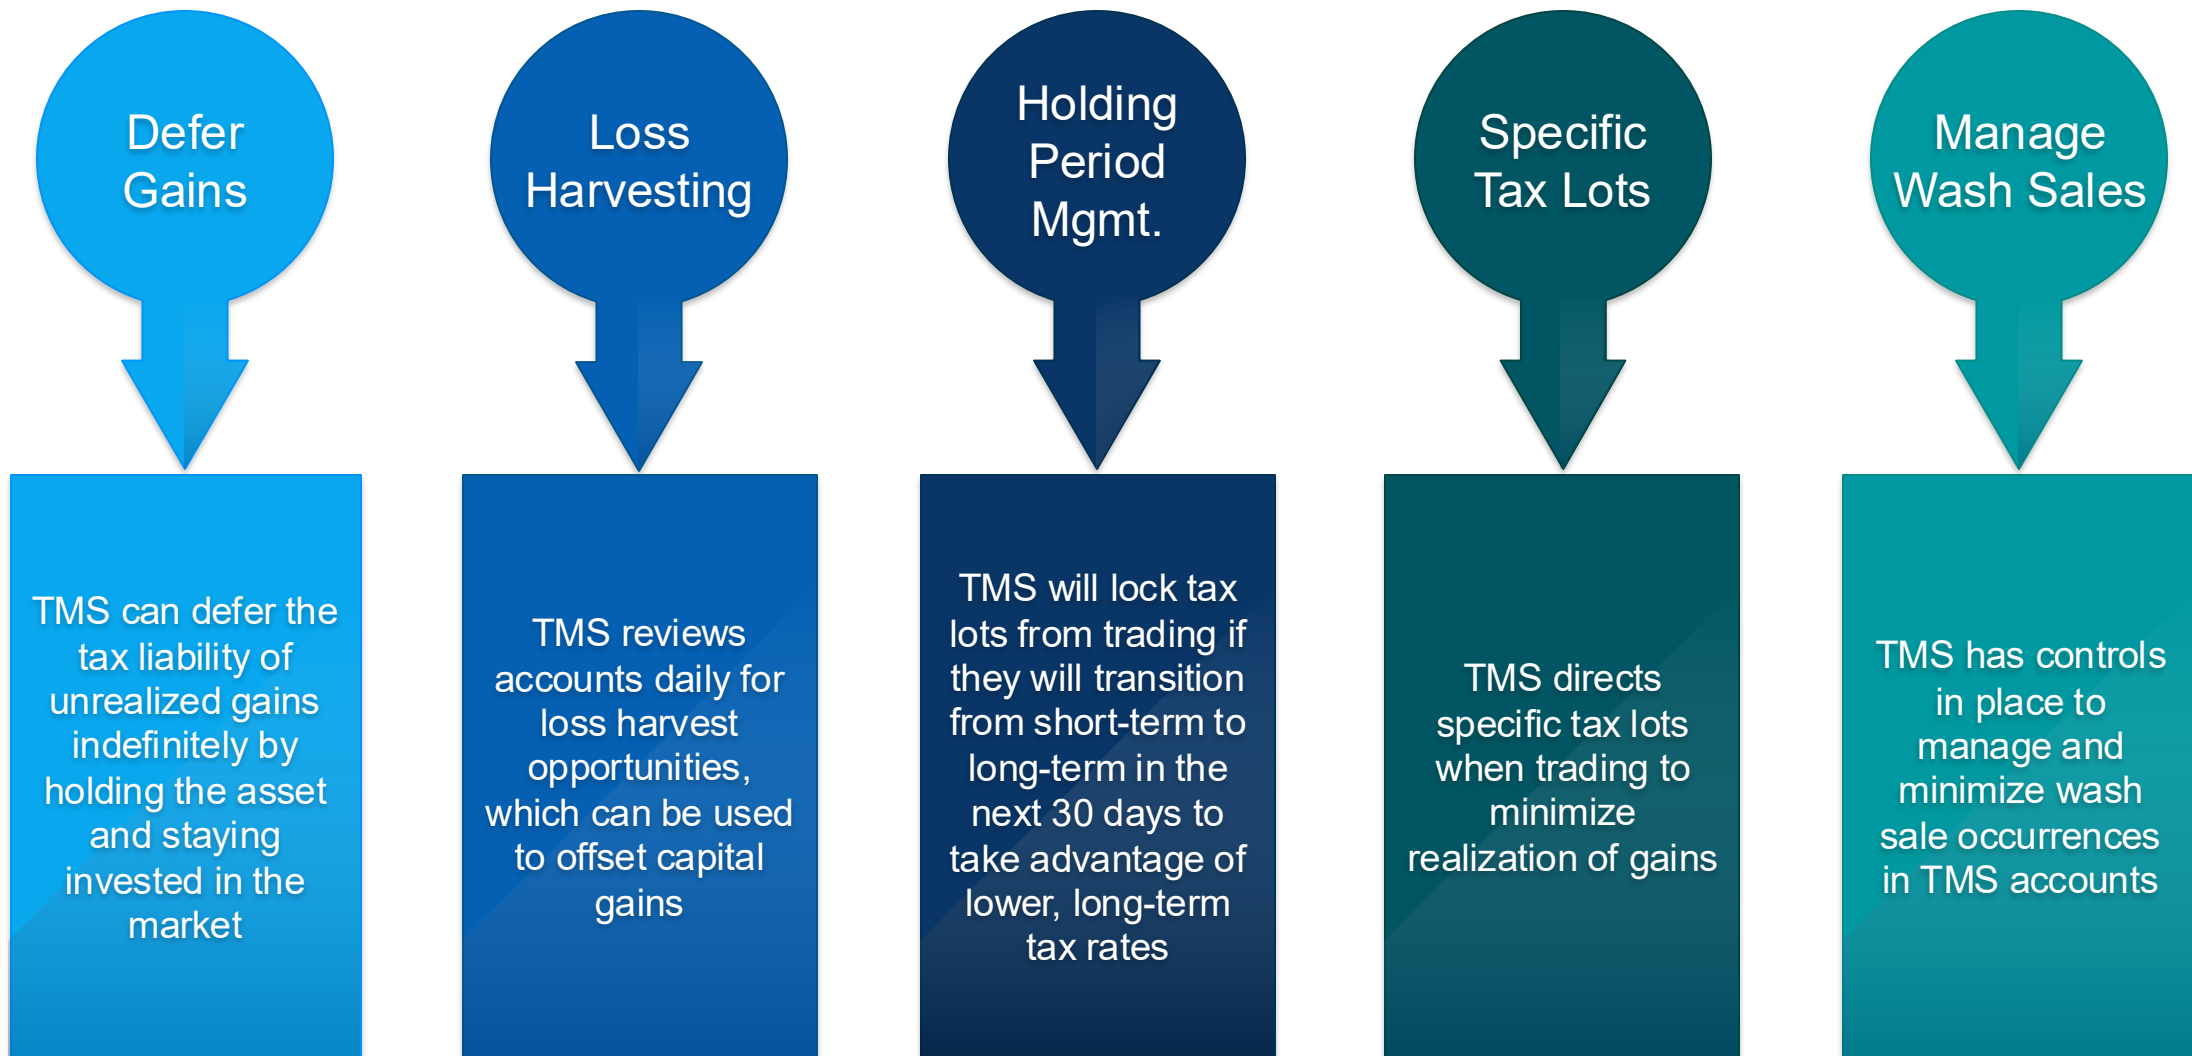 Defer
Gains
Loss
Harvesting
Holding
Period
Mgmt.
Specific
Tax Lots
Manage
Wash Sales
TMS can defer the
tax liability of
unrealized gains
indefinitely by
holding the asset
and staying
invested in the
market
TMS reviews
accounts daily for
loss harvest
opportunities,
which can be used
to offset capital
gains
TMS will lock tax
lots from trading if
they will transition
from short-term to
long-term in the
next 30 days to
take advantage of
lower, long-term
tax rates
TMS directs
specific tax lots
when trading to
minimize
realization of gains
TMS has controls
in place to
manage and
minimize wash
sale occurrences
in TMS accounts